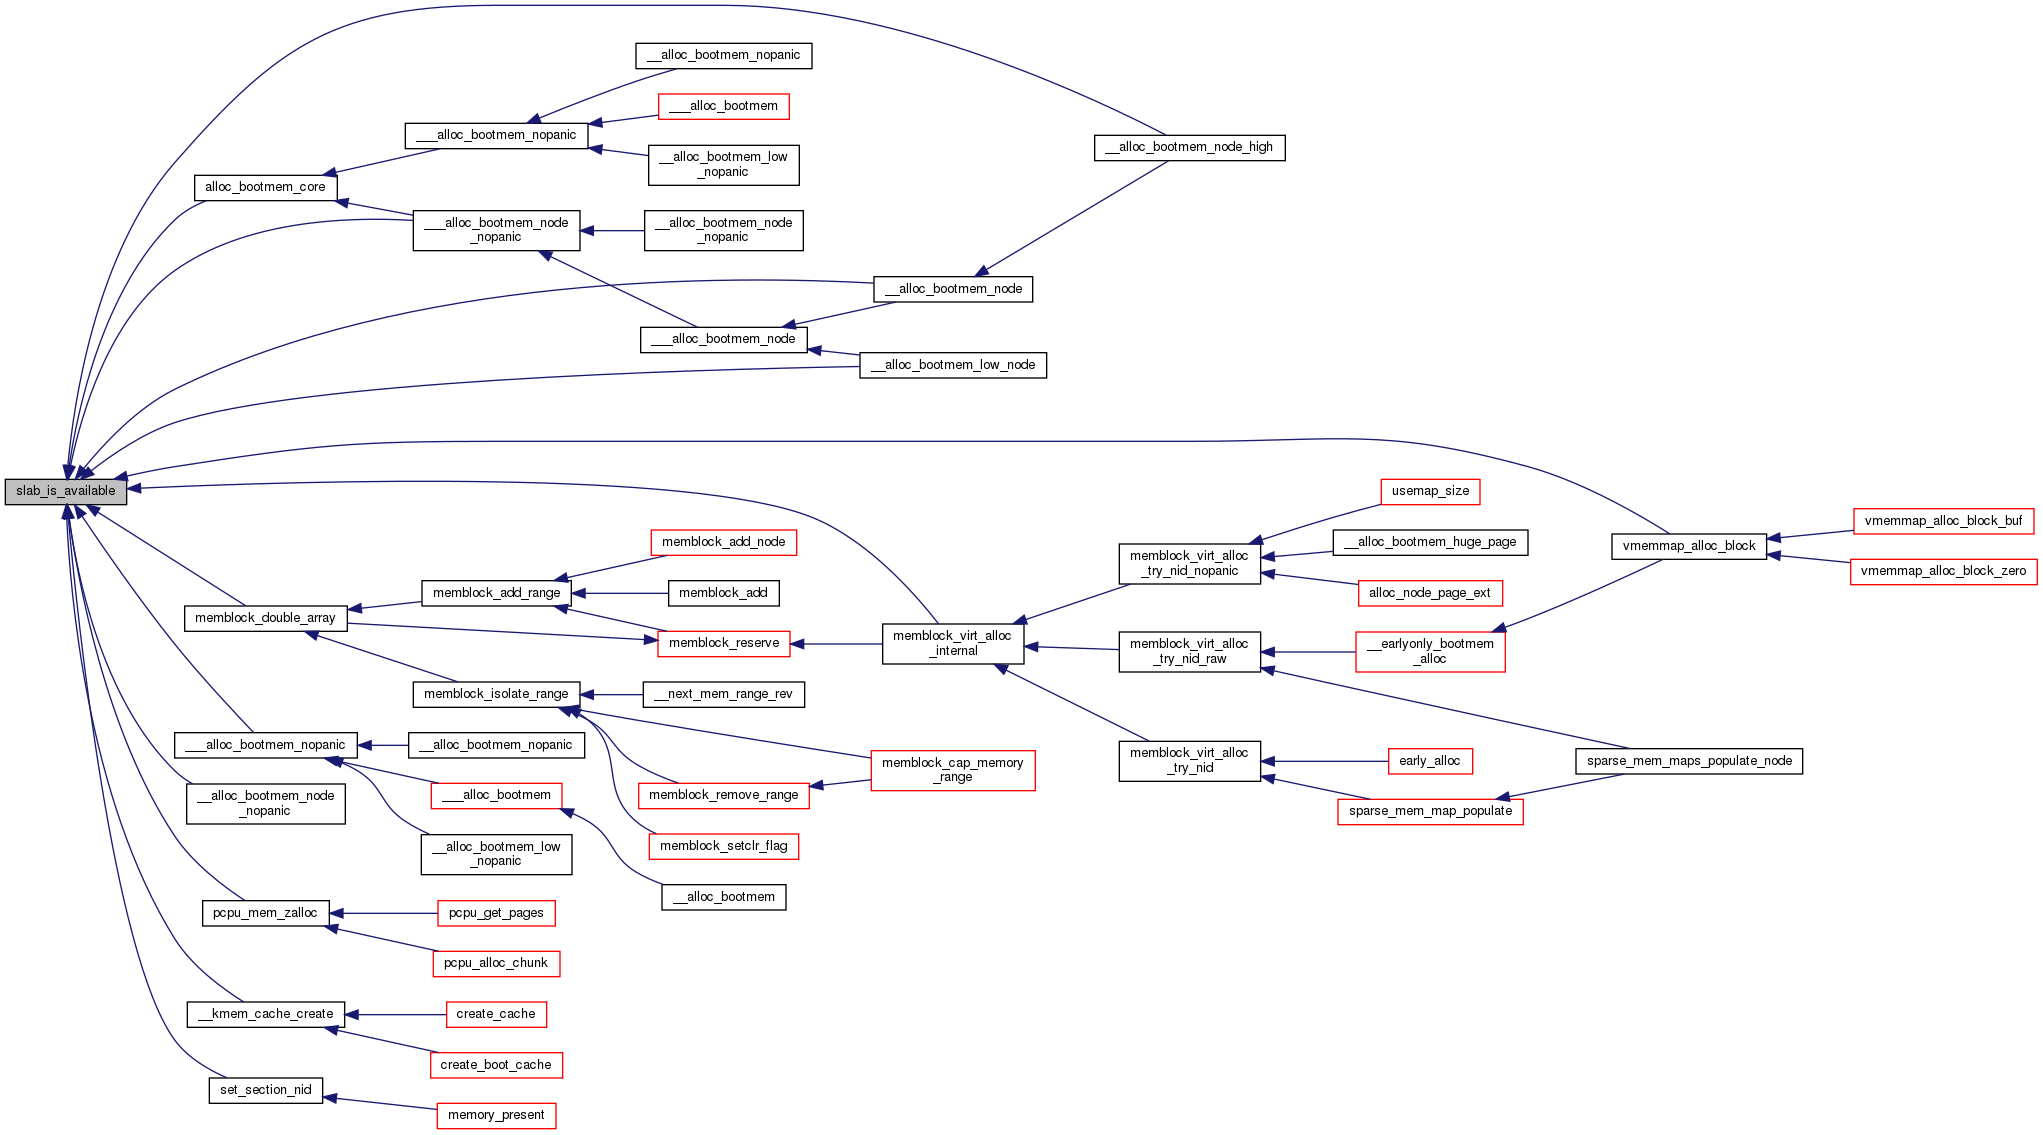 __alloc_bootmem_nopanic
___alloc_bootmem
___alloc_bootmem_nopanic
__alloc_bootmem_low
_nopanic
__alloc_bootmem_node_high
alloc_bootmem_core
___alloc_bootmem_node
_nopanic
__alloc_bootmem_node
_nopanic
__alloc_bootmem_node
___alloc_bootmem_node
__alloc_bootmem_low_node
slab_is_available
usemap_size
vmemmap_alloc_block_buf
memblock_add_node
__alloc_bootmem_huge_page
vmemmap_alloc_block
memblock_virt_alloc
_try_nid_nopanic
vmemmap_alloc_block_zero
memblock_add_range
memblock_add
alloc_node_page_ext
memblock_double_array
memblock_reserve
memblock_virt_alloc
_internal
memblock_virt_alloc
_try_nid_raw
__earlyonly_bootmem
_alloc
memblock_isolate_range
__next_mem_range_rev
___alloc_bootmem_nopanic
__alloc_bootmem_nopanic
memblock_cap_memory
_range
memblock_virt_alloc
_try_nid
early_alloc
sparse_mem_maps_populate_node
__alloc_bootmem_node
_nopanic
___alloc_bootmem
memblock_remove_range
sparse_mem_map_populate
__alloc_bootmem_low
_nopanic
memblock_setclr_flag
__alloc_bootmem
pcpu_mem_zalloc
pcpu_get_pages
pcpu_alloc_chunk
__kmem_cache_create
create_cache
create_boot_cache
set_section_nid
memory_present